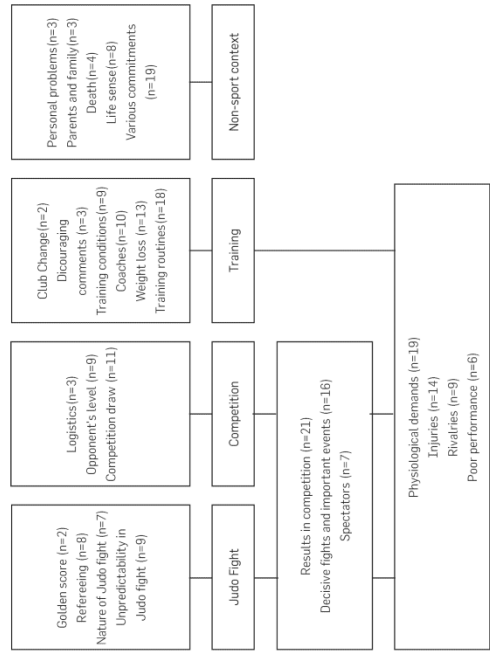 Golden score (n=2)
Refereeing (n=8)
Nature of Judo fight (n=7)
Unpredictability in
Judo fight (n=9)
Logistics(n=3)
Opponent's level (n=9)
Competition draw (n=11)
Club Change(n=2)
Dicouraging
comments (n=3)
Training conditions(n=9)
Coaches(n=10)
Weight loss (n=13)
Training routines(n=18)
Personal problems(n=3)
Parents and family(n=3)
Death(n=4)
Life sense(n=8)
Various commitments
(n=19)
Judo Fight
Competition
Training
Non-sport context
Results in competition (n=21)
Decisive fights and important events (n=16)
Spectators (n=7)
Physiological demands (n=19)
Injuries (n=14)
Rivalries (n=9)
Poor performance (n=6)